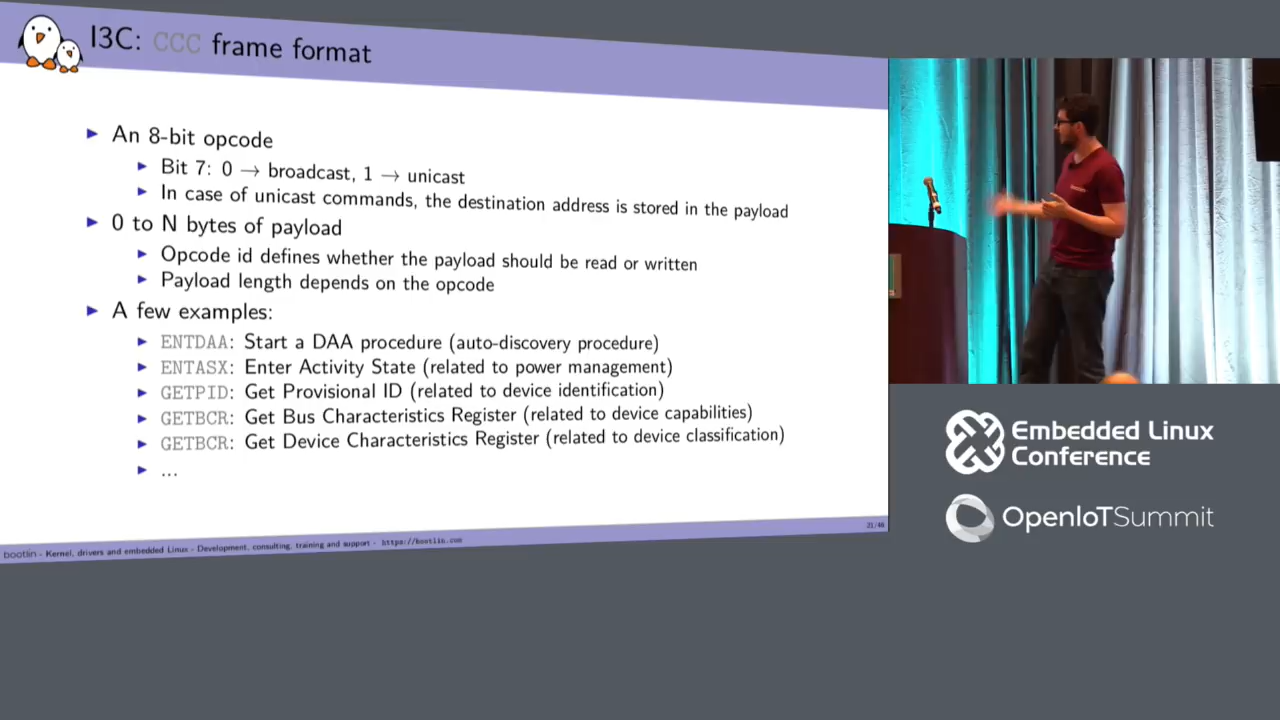 I3C: CCC frame format
An 8-bit opcode
Bit 7: 0 → broadcast, 1 → unicast
In case of unicast commands, the destination address is stored in the payload
0 to N bytes of payload
Opcode id defines whether the payload should be read or written
Payload length depends on the opcode
A few examples:
ENTDAA: Start a DAA procedure (auto-discovery procedure)
ENTASX: Enter Activity State (related to power management)
GETPID: Get Provisional ID (related to device identification)
GETBCR: Get Bus Characteristics Register (related to device capabilities)
GETBCR: Get Device Characteristics Register (related to device classification)
...
bootlin - Kernel, drivers and embedded Linux - Development, consulting, training and support - https://bootlin.com
21/46
Embedded Linux
Conference
OpenIoTSummit